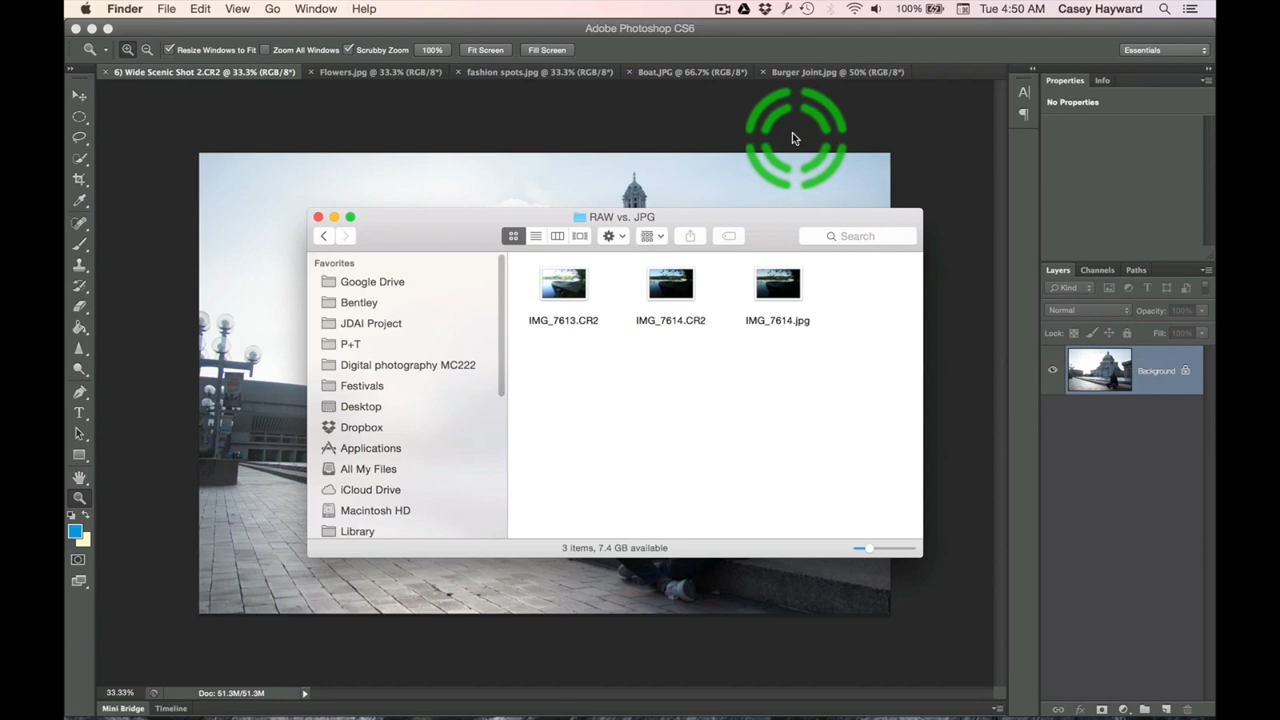 Finder File Edit View Go Window Help 100% Tue 4:50 AM Casey Hayward
Adobe Photoshop CS6
Resize Windows to Fit Zoom All Windows Scrubby Zoom 100% Fit Screen Fill Screen Essentials
6) Wide Scenic Shot 2.CR2 @ 33.3% (RGB/8*) Flowers.jpg @ 33.3% (RGB/8*) fashion spots.jpg @ 33.3% (RGB/8*) Boat.JPG @ 66.7% (RGB/8*) Burger Joint.jpg @ 50% (RGB/8*)
Properties Info
No Properties
RAW vs. JPG
Search
Favorites
Google Drive
Bentley
JDAI Project
P+T
Digital photography MC222
Festivals
Desktop
Dropbox
Applications
All My Files
iCloud Drive
Macintosh HD
Library
IMG_7613.CR2 IMG_7614.CR2 IMG_7614.jpg
3 items, 7.4 GB available
Layers Channels Paths
Kind
Normal Opacity: 100%
Lock: Fill: 100%
Background
33.33% Doc: 51.3M/51.3M
Mini Bridge Timeline